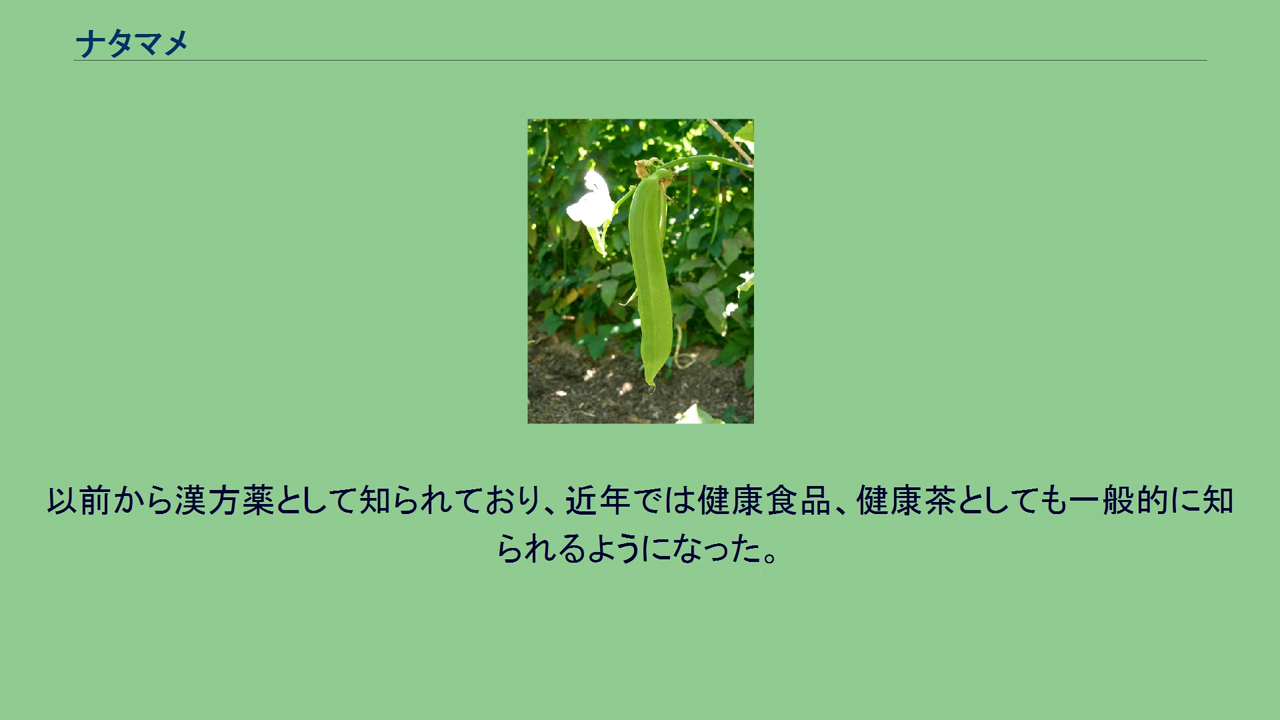 ナタマメ
以前から漢方薬として知られており、近年では健康食品、健康茶としても一般的に知
られるようになった。